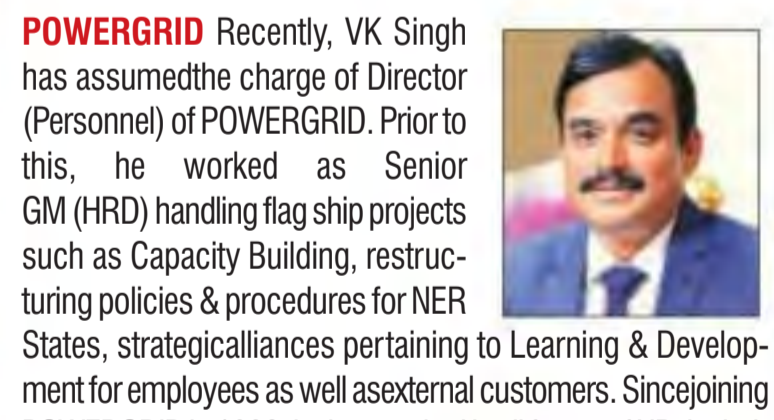 POWERGRID Recently, VK Singh
has assumedthe charge of Director
(Personnel) of POWERGRID. Prior to
this, he worked as Senior
GM (HRD) handling flag ship projects
such as Capacity Building, restruc-
turing policies & procedures for NER
States, strategicalliances pertaining to Learning & Develop-
ment for employees as well asexternal customers. Sincejoining